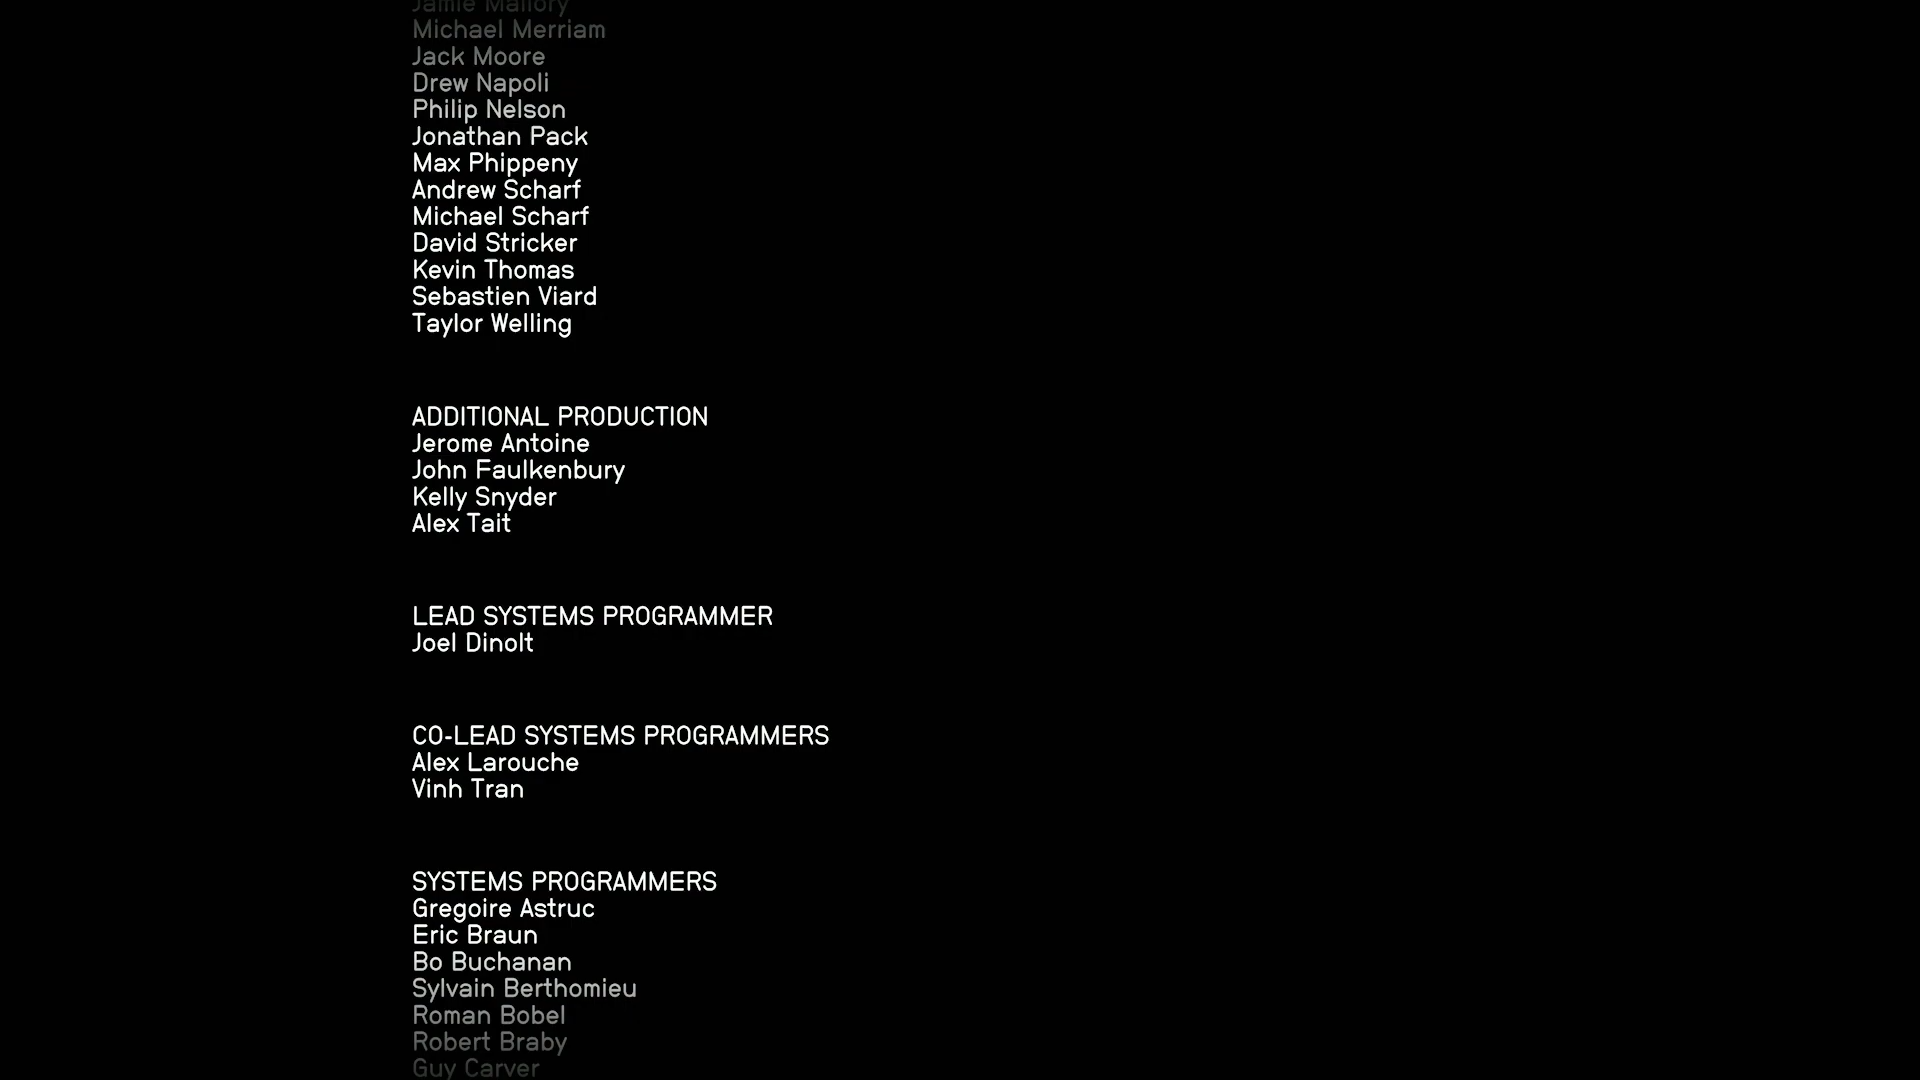 Jamie Mallory
Michael Merriam
Jack Moore
Drew Napoli
Philip Nelson
Jonathan Pack
Max Phippeny
Andrew Scharf
Michael Scharf
David Stricker
Kevin Thomas
Sebastien Viard
Taylor Welling
ADDITIONAL PRODUCTION
Jerome Antoine
John Faulkenbury
Kelly Snyder
Alex Tait
LEAD SYSTEMS PROGRAMMER
Joel Dinolt
CO-LEAD SYSTEMS PROGRAMMERS
Alex Larouche
Vinh Tran
SYSTEMS PROGRAMMERS
Gregoire Astruc
Eric Braun
Bo Buchanan
Sylvain Berthomieu
Roman Bobel
Robert Braby
Guy Carver